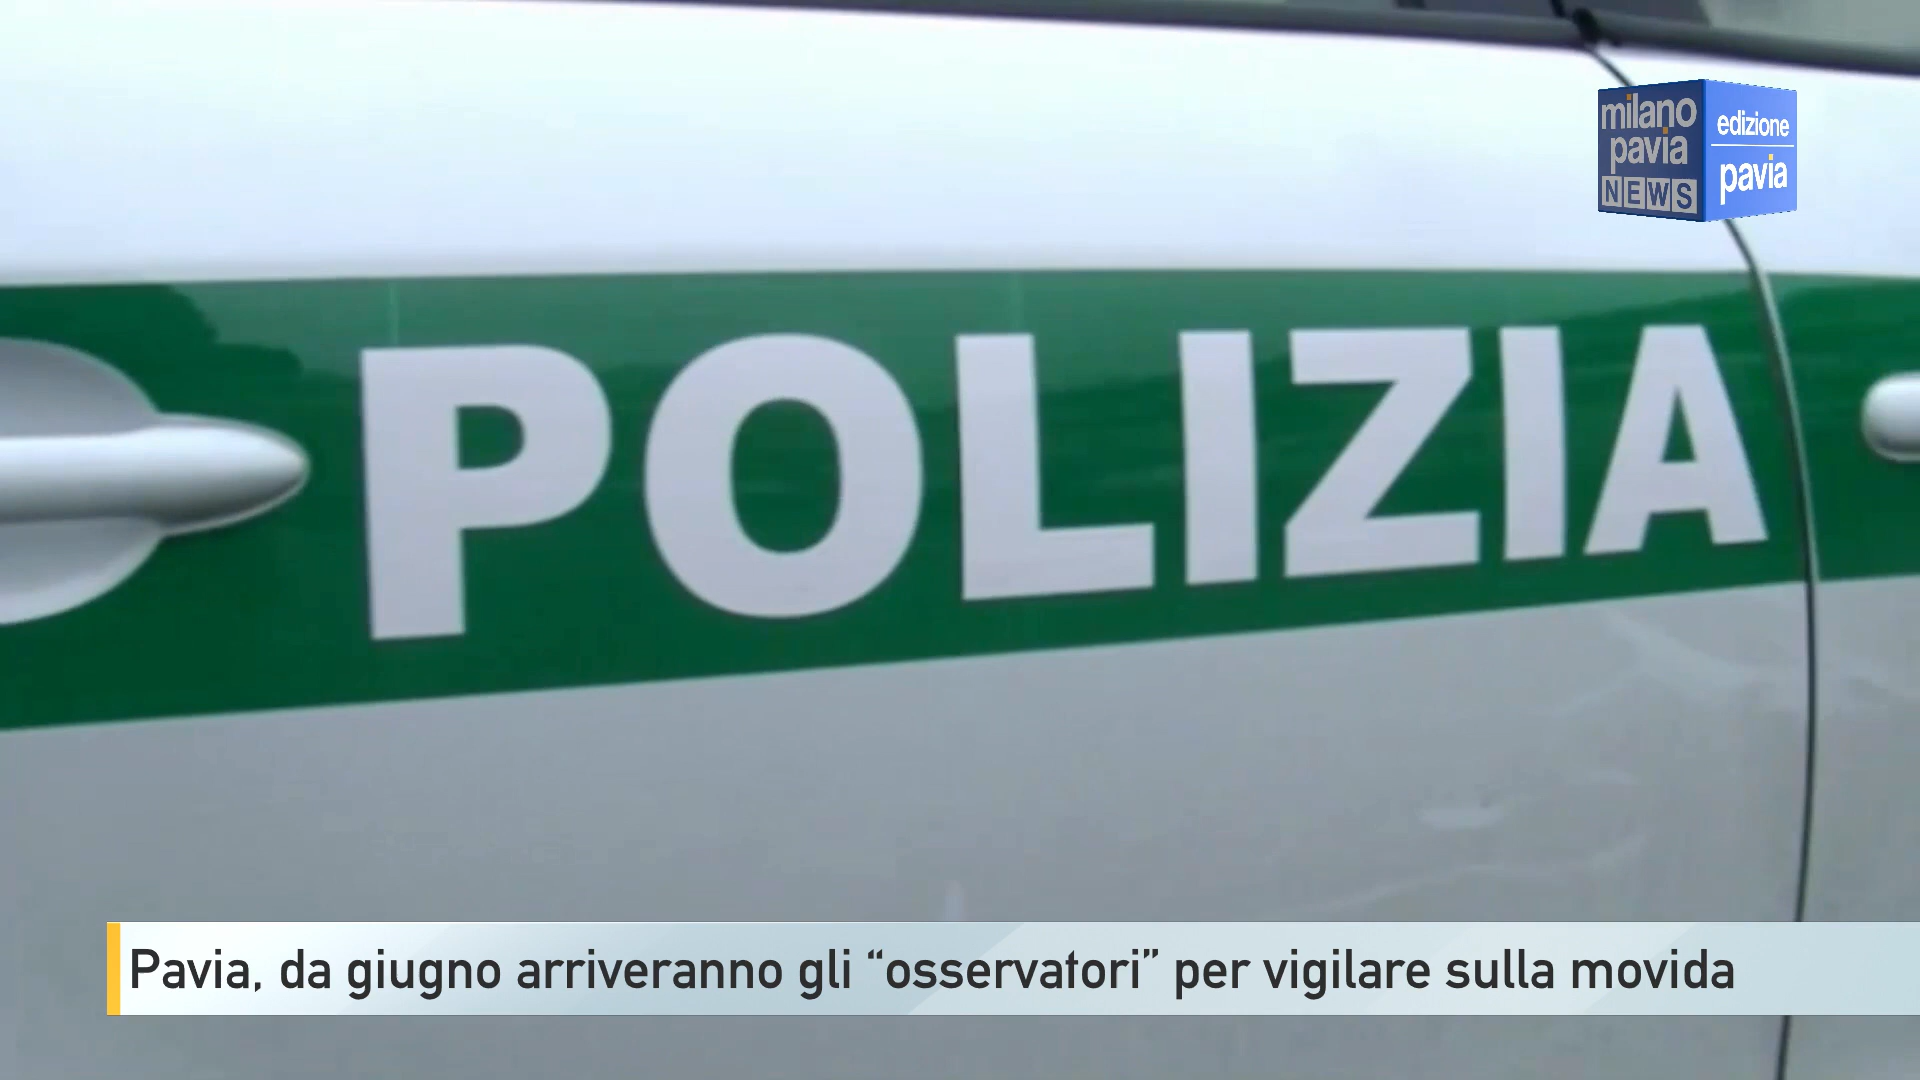 milano
pavia
NEWS
edizione
pavia
POLIZIA
Pavia, da giugno arriveranno gli “osservatori” per vigilare sulla movida